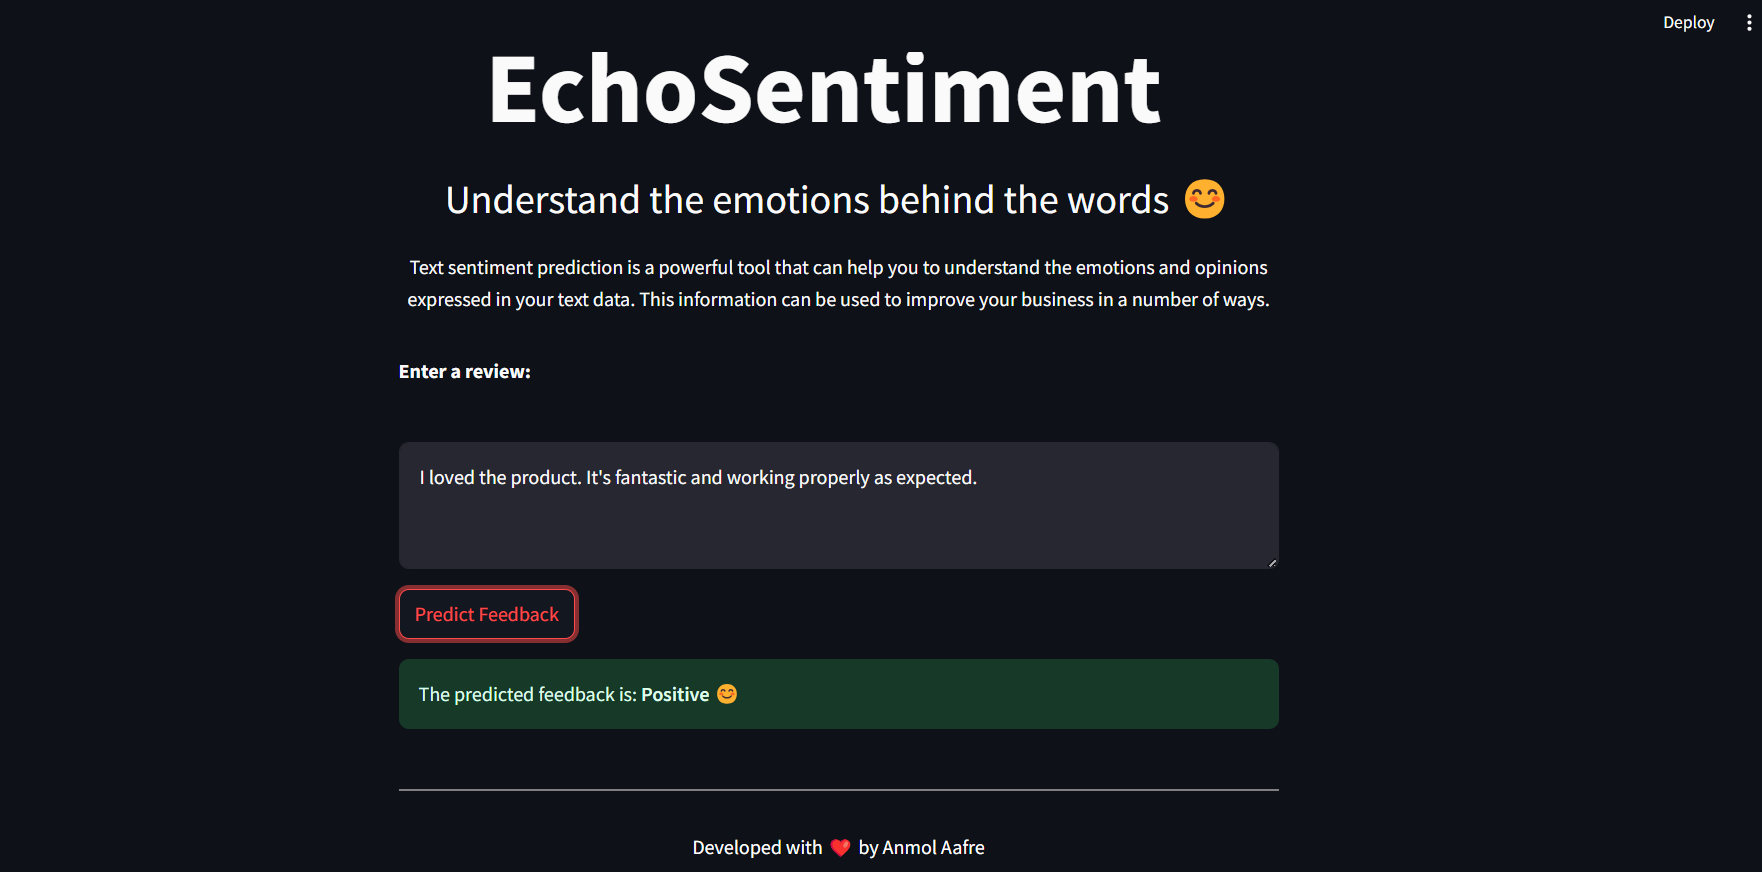 Deploy
EchoSentiment
Understand the emotions behind the words 😊
Text sentiment prediction is a powerful tool that can help you to understand the emotions and opinions
expressed in your text data. This information can be used to improve your business in a number of ways.
Enter a review:
I loved the product. It's fantastic and working properly as expected.
Predict Feedback
The predicted feedback is: Positive 😊
Developed with ❤️ by Anmol Aafre